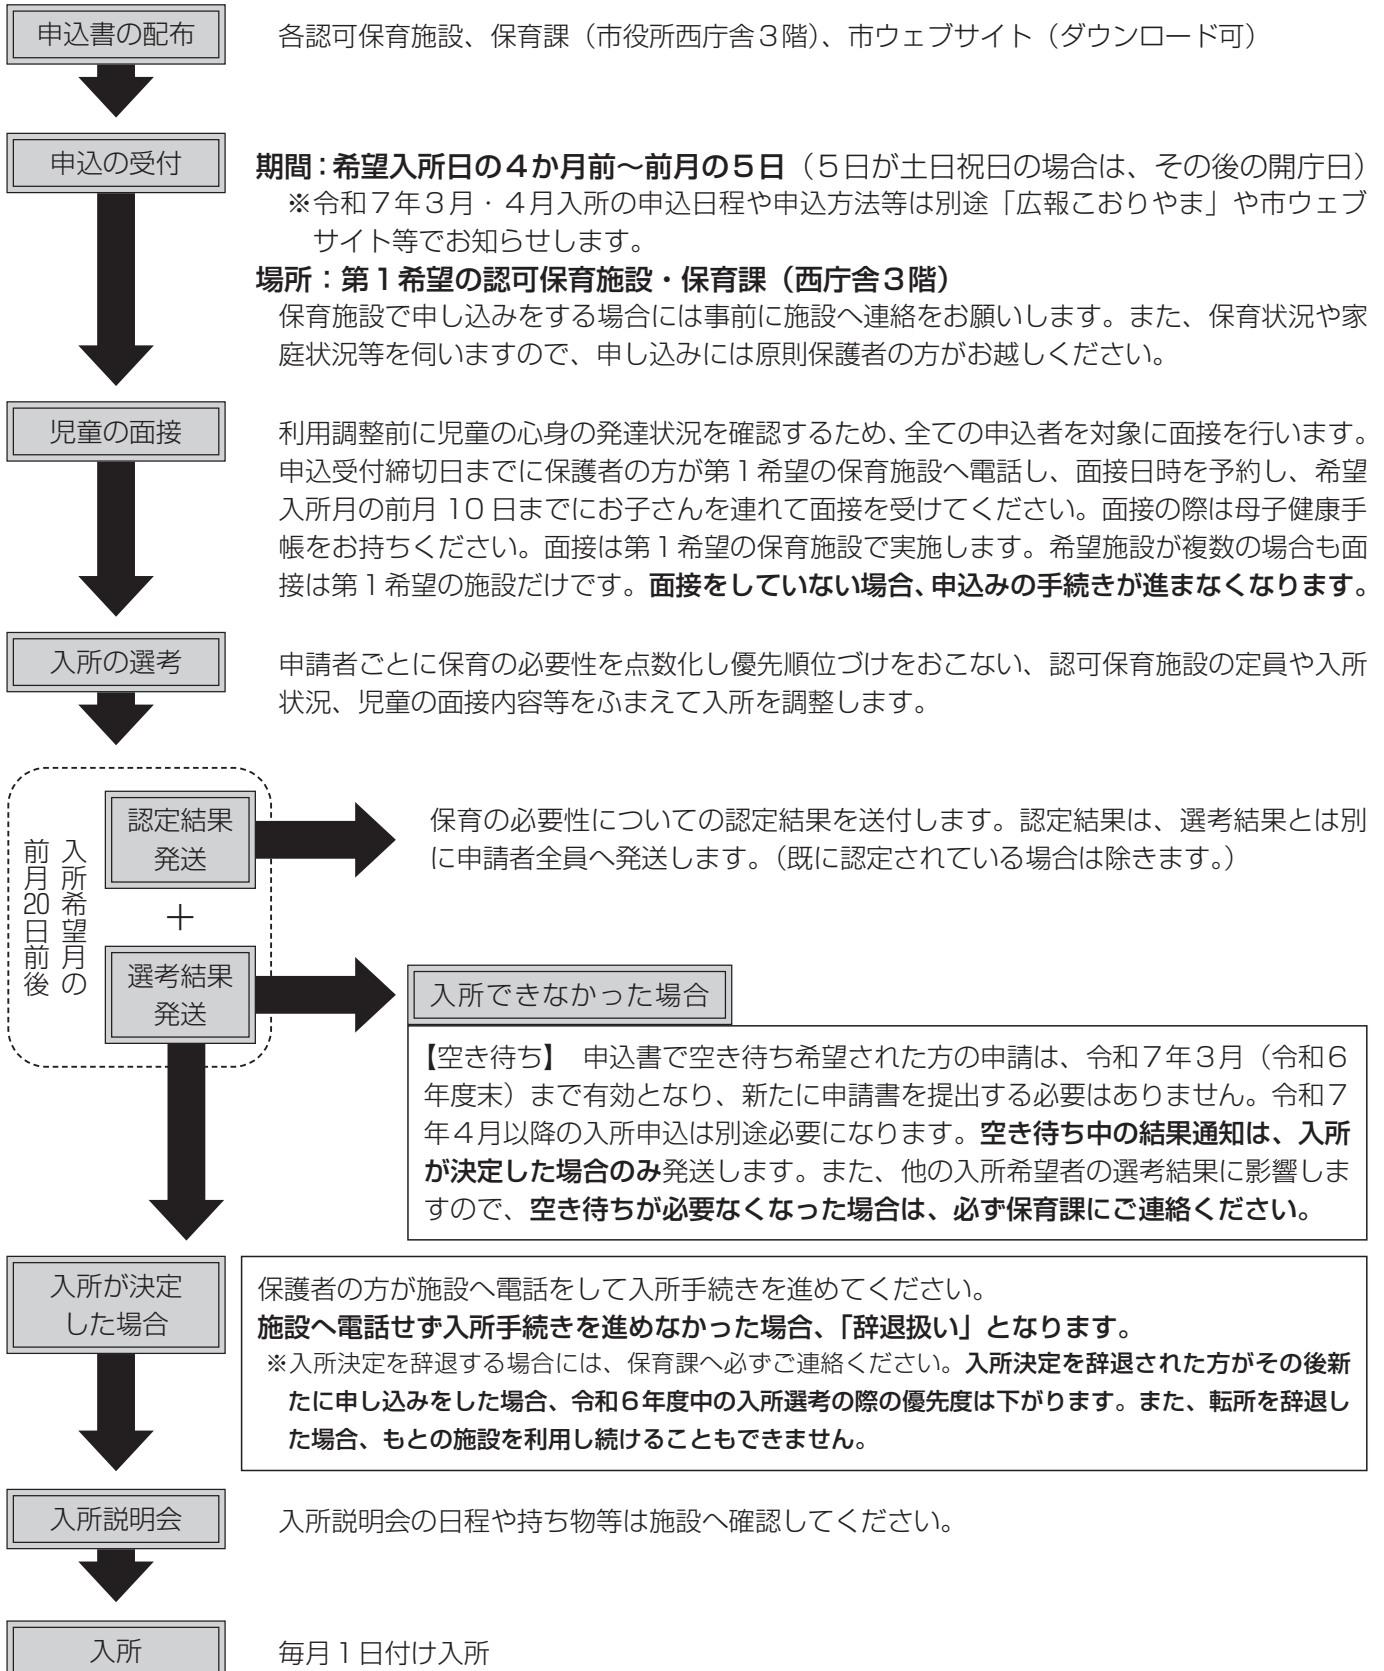 申込書の配布
各認可保育施設、保育課（市役所西庁舎３階）、市ウェブサイト（ダウンロード可）
申込の受付
期間：希望入所日の４か月前～前月の５日（５日が土日祝日の場合は、その後の開庁日）
※令和７年３月・４月入所の申込日程や申込方法等は別途「広報こおりやま」や市ウェブ
サイト等でお知らせします。
場所：第１希望の認可保育施設・保育課（西庁舎３階）
保育施設で申し込みをする場合には事前に施設へ連絡をお願いします。また、保育状況や家
庭状況等を伺いますので、申し込みには原則保護者の方がお越しください。
児童の面接
利用調整前に児童の心身の発達状況を確認するため、全ての申込者を対象に面接を行います。
申込受付締切日までに保護者の方が第１希望の保育施設へ電話し、面接日時を予約し、希望
入所月の前月 10 日までにお子さんを連れて面接を受けてください。面接の際は母子健康手
帳をお持ちください。面接は第１希望の保育施設で実施します。希望施設が複数の場合も面
接は第１希望の施設だけです。面接をしていない場合、申込みの手続きが進まなくなります。
入所の選考
申請者ごとに保育の必要性を点数化し優先順位づけをおこない、認可保育施設の定員や入所
状況、児童の面接内容等をふまえて入所を調整します。
入所希望月の
前月20日前後
認定結果
発送
保育の必要性についての認定結果を送付します。認定結果は、選考結果とは別
に申請者全員へ発送します。（既に認定されている場合は除きます。）
＋
選考結果
発送
入所できなかった場合
【空き待ち】　申込書で空き待ち希望された方の申請は、令和７年３月（令和６
年度末）まで有効となり、新たに申請書を提出する必要はありません。令和７
年４月以降の入所申込は別途必要になります。空き待ち中の結果通知は、入所
が決定した場合のみ発送します。また、他の入所希望者の選考結果に影響しま
すので、空き待ちが必要なくなった場合は、必ず保育課にご連絡ください。
入所が決定
した場合
保護者の方が施設へ電話をして入所手続きを進めてください。
施設へ電話せず入所手続きを進めなかった場合、「辞退扱い」となります。
※入所決定を辞退する場合には、保育課へ必ずご連絡ください。入所決定を辞退された方がその後新
たに申し込みをした場合、令和６年度中の入所選考の際の優先度は下がります。また、転所を辞退し
た場合、もとの施設を利用し続けることもできません。
入所説明会
入所説明会の日程や持ち物等は施設へ確認してください。
入所
毎月１日付け入所